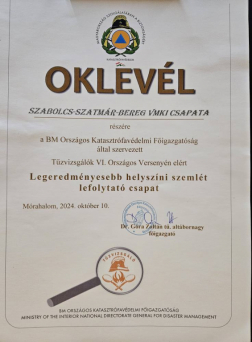 OKLEVÉL
SZABOLCS-SZATMÁR-BEREG VMKI CSAPATA
részére
a BM Országos Katasztrófavédelmi Főigazgatóság
által szervezett
Tűzvizsgálók VI. Országos Versenyén elért
Legeredményesebb helyszíni szemlét
lefolytató csapat
Mórahalom, 2024. október 10.
Dr. Góra Zoltán tű. altábornagy
főigazgató
TŰZVIZSGÁLÓ
BM ORSZÁGOS KATASZTRÓFAVÉDELMI FŐIGAZGATÓSÁG
MINISTRY OF THE INTERIOR NATIONAL DIRECTORATE GENERAL FOR DISASTER MANAGEMENT